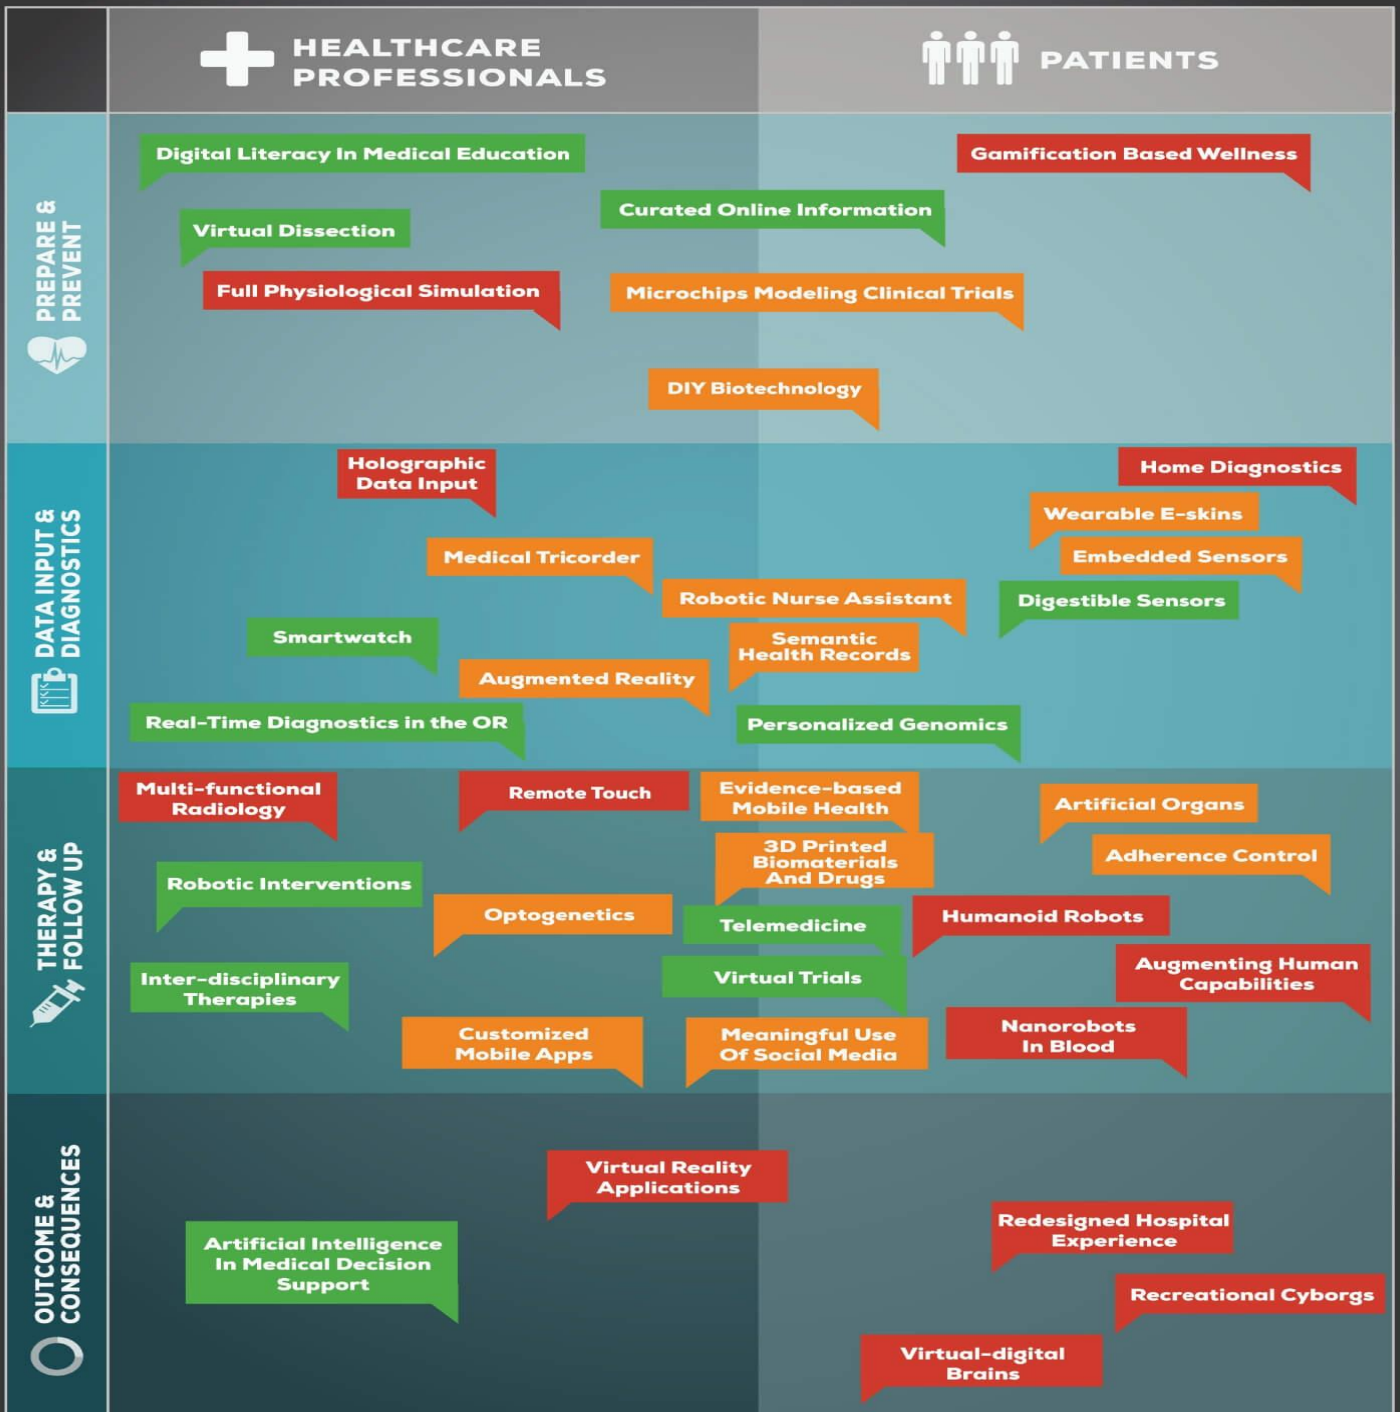 HEALTHCARE
PROFESSIONALS
PATIENTS
PREPARE &
PREVENT
Digital Literacy In Medical Education
Gamification Based Wellness
Curated Online Information
Virtual Dissection
Full Physiological Simulation
Microchips Modeling Clinical Trials
DIY Biotechnology
DATA INPUT &
DIAGNOSTICS
Holographic
Data Input
Home Diagnostics
Wearable E-skins
Medical Tricorder
Embedded Sensors
Robotic Nurse Assistant
Digestible Sensors
Smartwatch
Semantic
Health Records
Augmented Reality
Real-Time Diagnostics in the OR
Personalized Genomics
THERAPY &
FOLLOW UP
Multi-functional
Radiology
Remote Touch
Evidence-based
Mobile Health
Artificial Organs
3D Printed
Biomaterials
And Drugs
Adherence Control
Robotic Interventions
Optogenetics
Telemedicine
Humanoid Robots
Inter-disciplinary
Therapies
Virtual Trials
Augmenting Human
Capabilities
Customized
Mobile Apps
Meaningful Use
Of Social Media
Nanorobots
In Blood
OUTCOME &
CONSEQUENCES
Virtual Reality
Applications
Artificial Intelligence
In Medical Decision
Support
Redesigned Hospital
Experience
Recreational Cyborgs
Virtual-digital
Brains